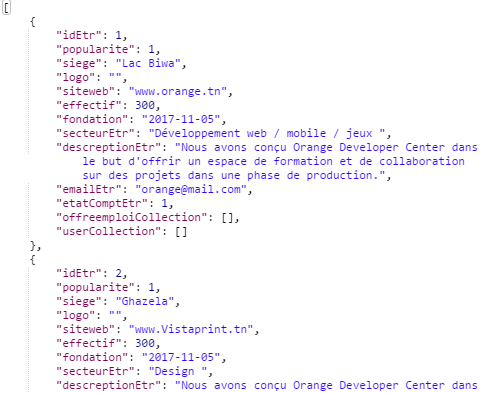 [
{
"idEtr": 1,
"popularite": 1,
"siege": "Lac Biwa",
"logo": "",
"siteweb": "www.orange.tn",
"effectif": 300,
"fondation": "2017-11-05",
"secteurEtr": "Développement web / mobile / jeux ",
"descreptionEtr": "Nous avons conçu Orange Developer Center dans
le but d'offrir un espace de formation et de collaboration
sur des projets dans une phase de production.",
"emailEtr": "orange@mail.com",
"etatComptEtr": 1,
"offreemploiCollection": [],
"userCollection": []
},
{
"idEtr": 2,
"popularite": 1,
"siege": "Ghazela",
"logo": "",
"siteweb": "www.Vistaprint.tn",
"effectif": 300,
"fondation": "2017-11-05",
"secteurEtr": "Design ",
"descreptionEtr": "Nous avons conçu Orange Developer Center dans